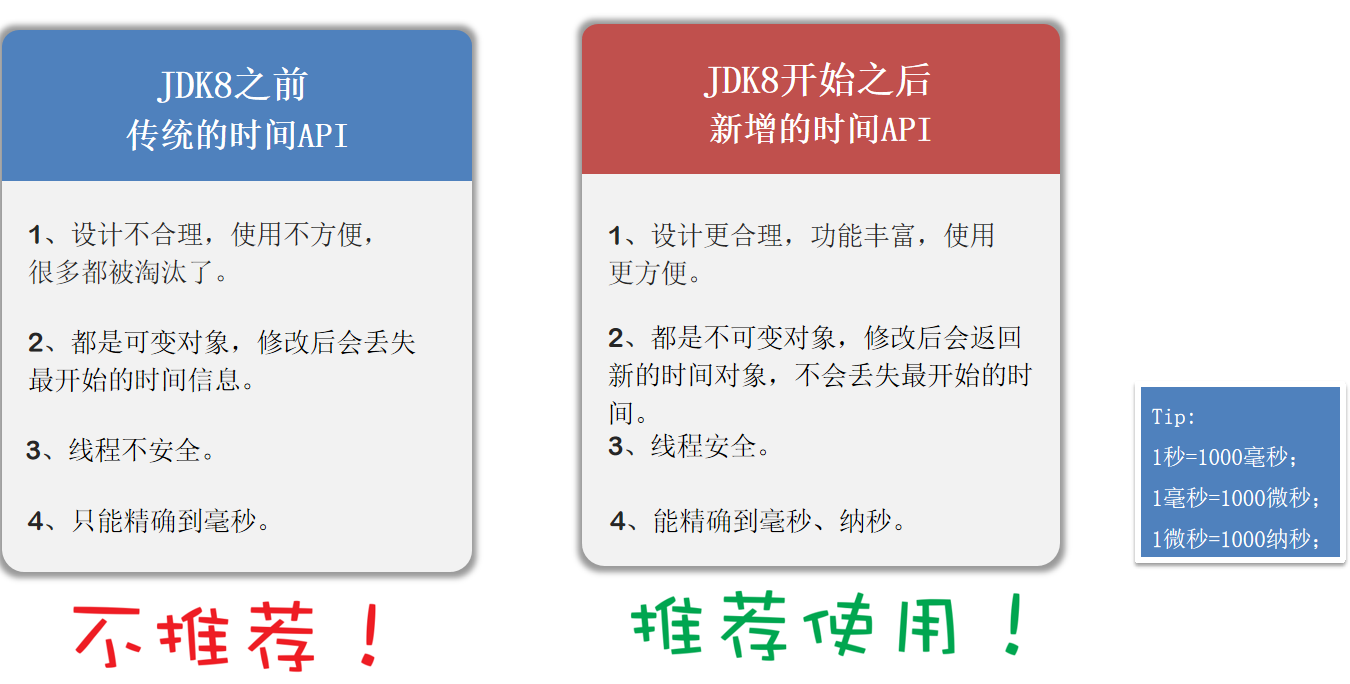 JDK8之前
传统的时间API
1、设计不合理，使用不方便，
很多都被淘汰了。
2、都是可变对象，修改后会丢失
最开始的时间信息。
3、线程不安全。
4、只能精确到毫秒。
不推荐！
JDK8开始之后
新增的时间API
1、设计更合理，功能丰富，使用
更方便。
2、都是不可变对象，修改后会返回
新的时间对象，不会丢失最开始的时
间。
3、线程安全。
4、能精确到毫秒、纳秒。
推荐使用！
Tip:
1秒=1000毫秒;
1毫秒=1000微秒;
1微秒=1000纳秒;